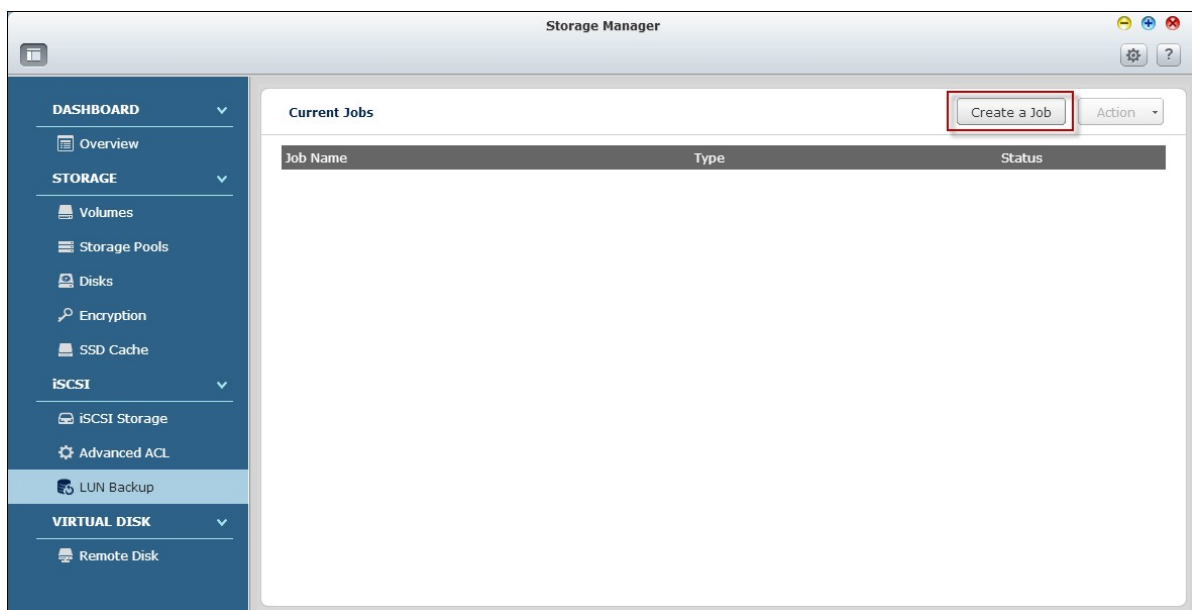 Storage Manager
?
DASHBOARD
Overview
STORAGE
Volumes
Storage Pools
Disks
Encryption
SSD Cache
iSCSI
iSCSI Storage
Advanced ACL
LUN Backup
VIRTUAL DISK
Remote Disk
Current Jobs
Create a Job
Action
Job Name Type Status